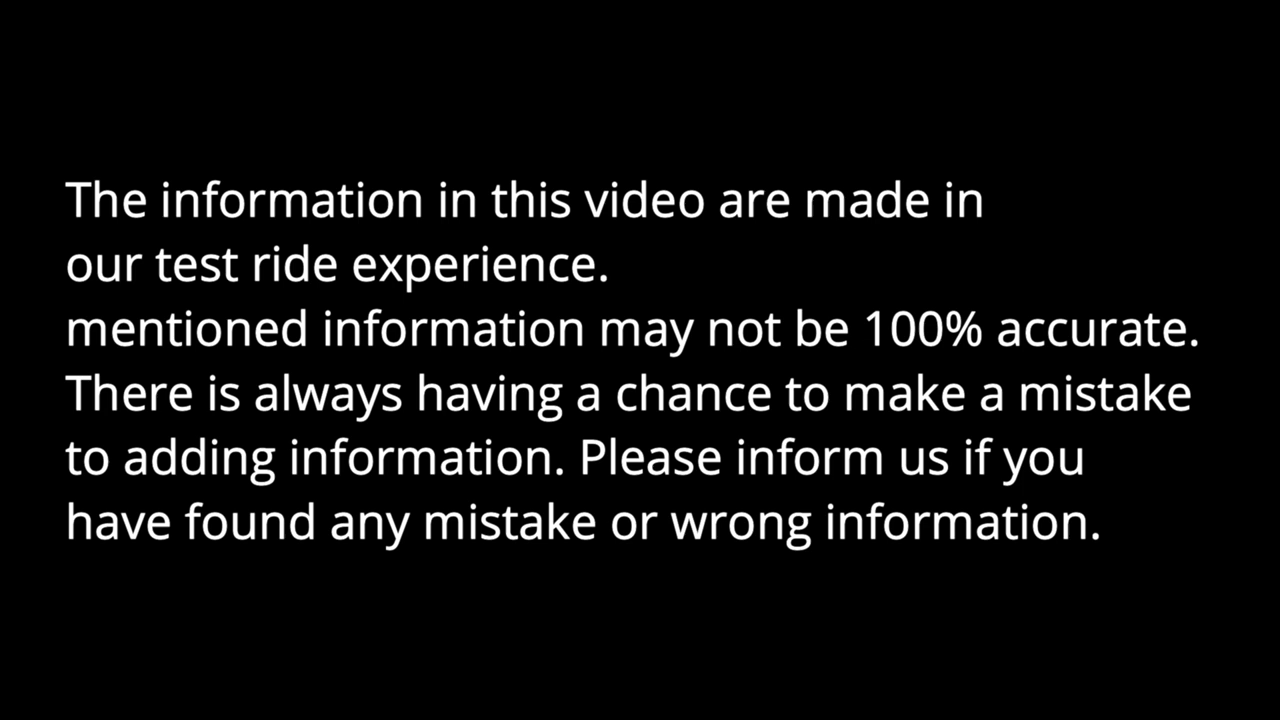 The information in this video are made in
our test ride experience.
mentioned information may not be 100% accurate.
There is always having a chance to make a mistake
to adding information. Please inform us if you
have found any mistake or wrong information.